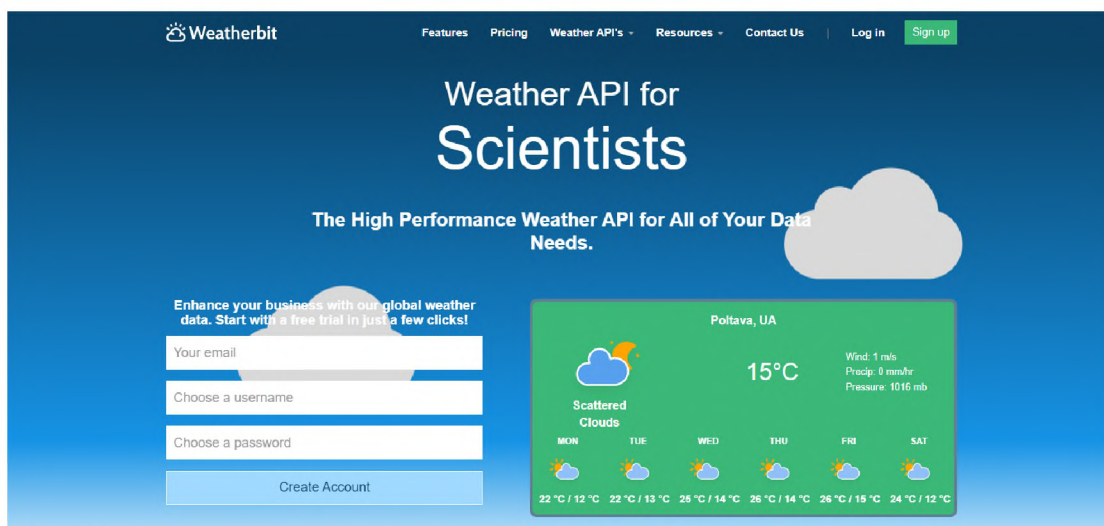 Weatherbit
Features Pricing Weather API's Resources Contact Us | Log in Sign up
Weather API for
Scientists
The High Performance Weather API for All of Your Data
Needs.
Enhance your business with our global weather
data. Start with a free trial in just a few clicks!
Your email
Choose a username
Choose a password
Create Account
Poltava, UA
Scattered
Clouds
15°C
Wind: 1 m/s
Precip: 0 mm/hr
Pressure: 1016 mb
MON TUE WED THU FRI SAT
22 °C / 12 °C 22 °C / 13 °C 25 °C / 14 °C 26 °C / 14 °C 26 °C / 15 °C 24 °C / 12 °C